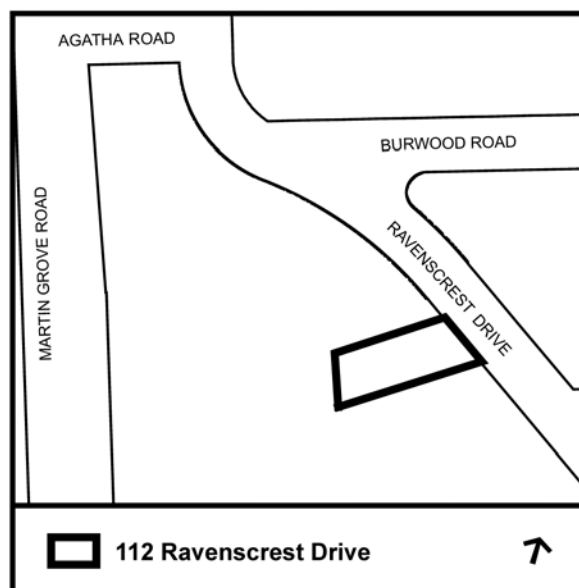 AGATHA ROAD
BURWOOD ROAD
MARTIN GROVE ROAD
RAVENSCREST DRIVE
112 Ravenscrest Drive